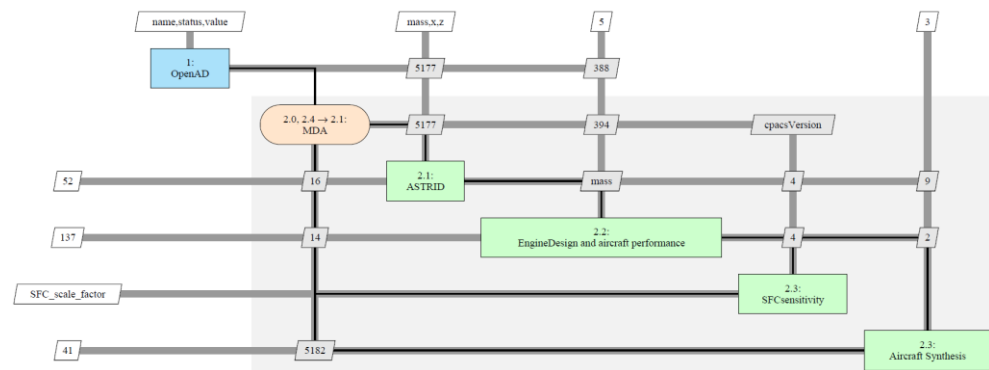 name,status,value
mass,x,z
5
3
1:
OpenAD
5177
388
2.0, 2.4 → 2.1:
MDA
5177
394
cpacsVersion
52
16
2.1:
ASTRID
mass
4
9
137
14
2.2:
EngineDesign and aircraft performance
4
2
SFC_scale_factor
2.3:
SFCsensitivity
41
5182
2.3:
Aircraft Synthesis